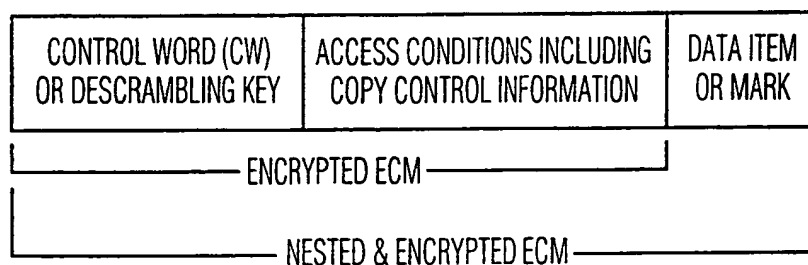 CONTROL WORD (CW)
OR DESCRAMBLING KEY
ACCESS CONDITIONS INCLUDING
COPY CONTROL INFORMATION
DATA ITEM
OR MARK
ENCRYPTED ECM
NESTED & ENCRYPTED ECM